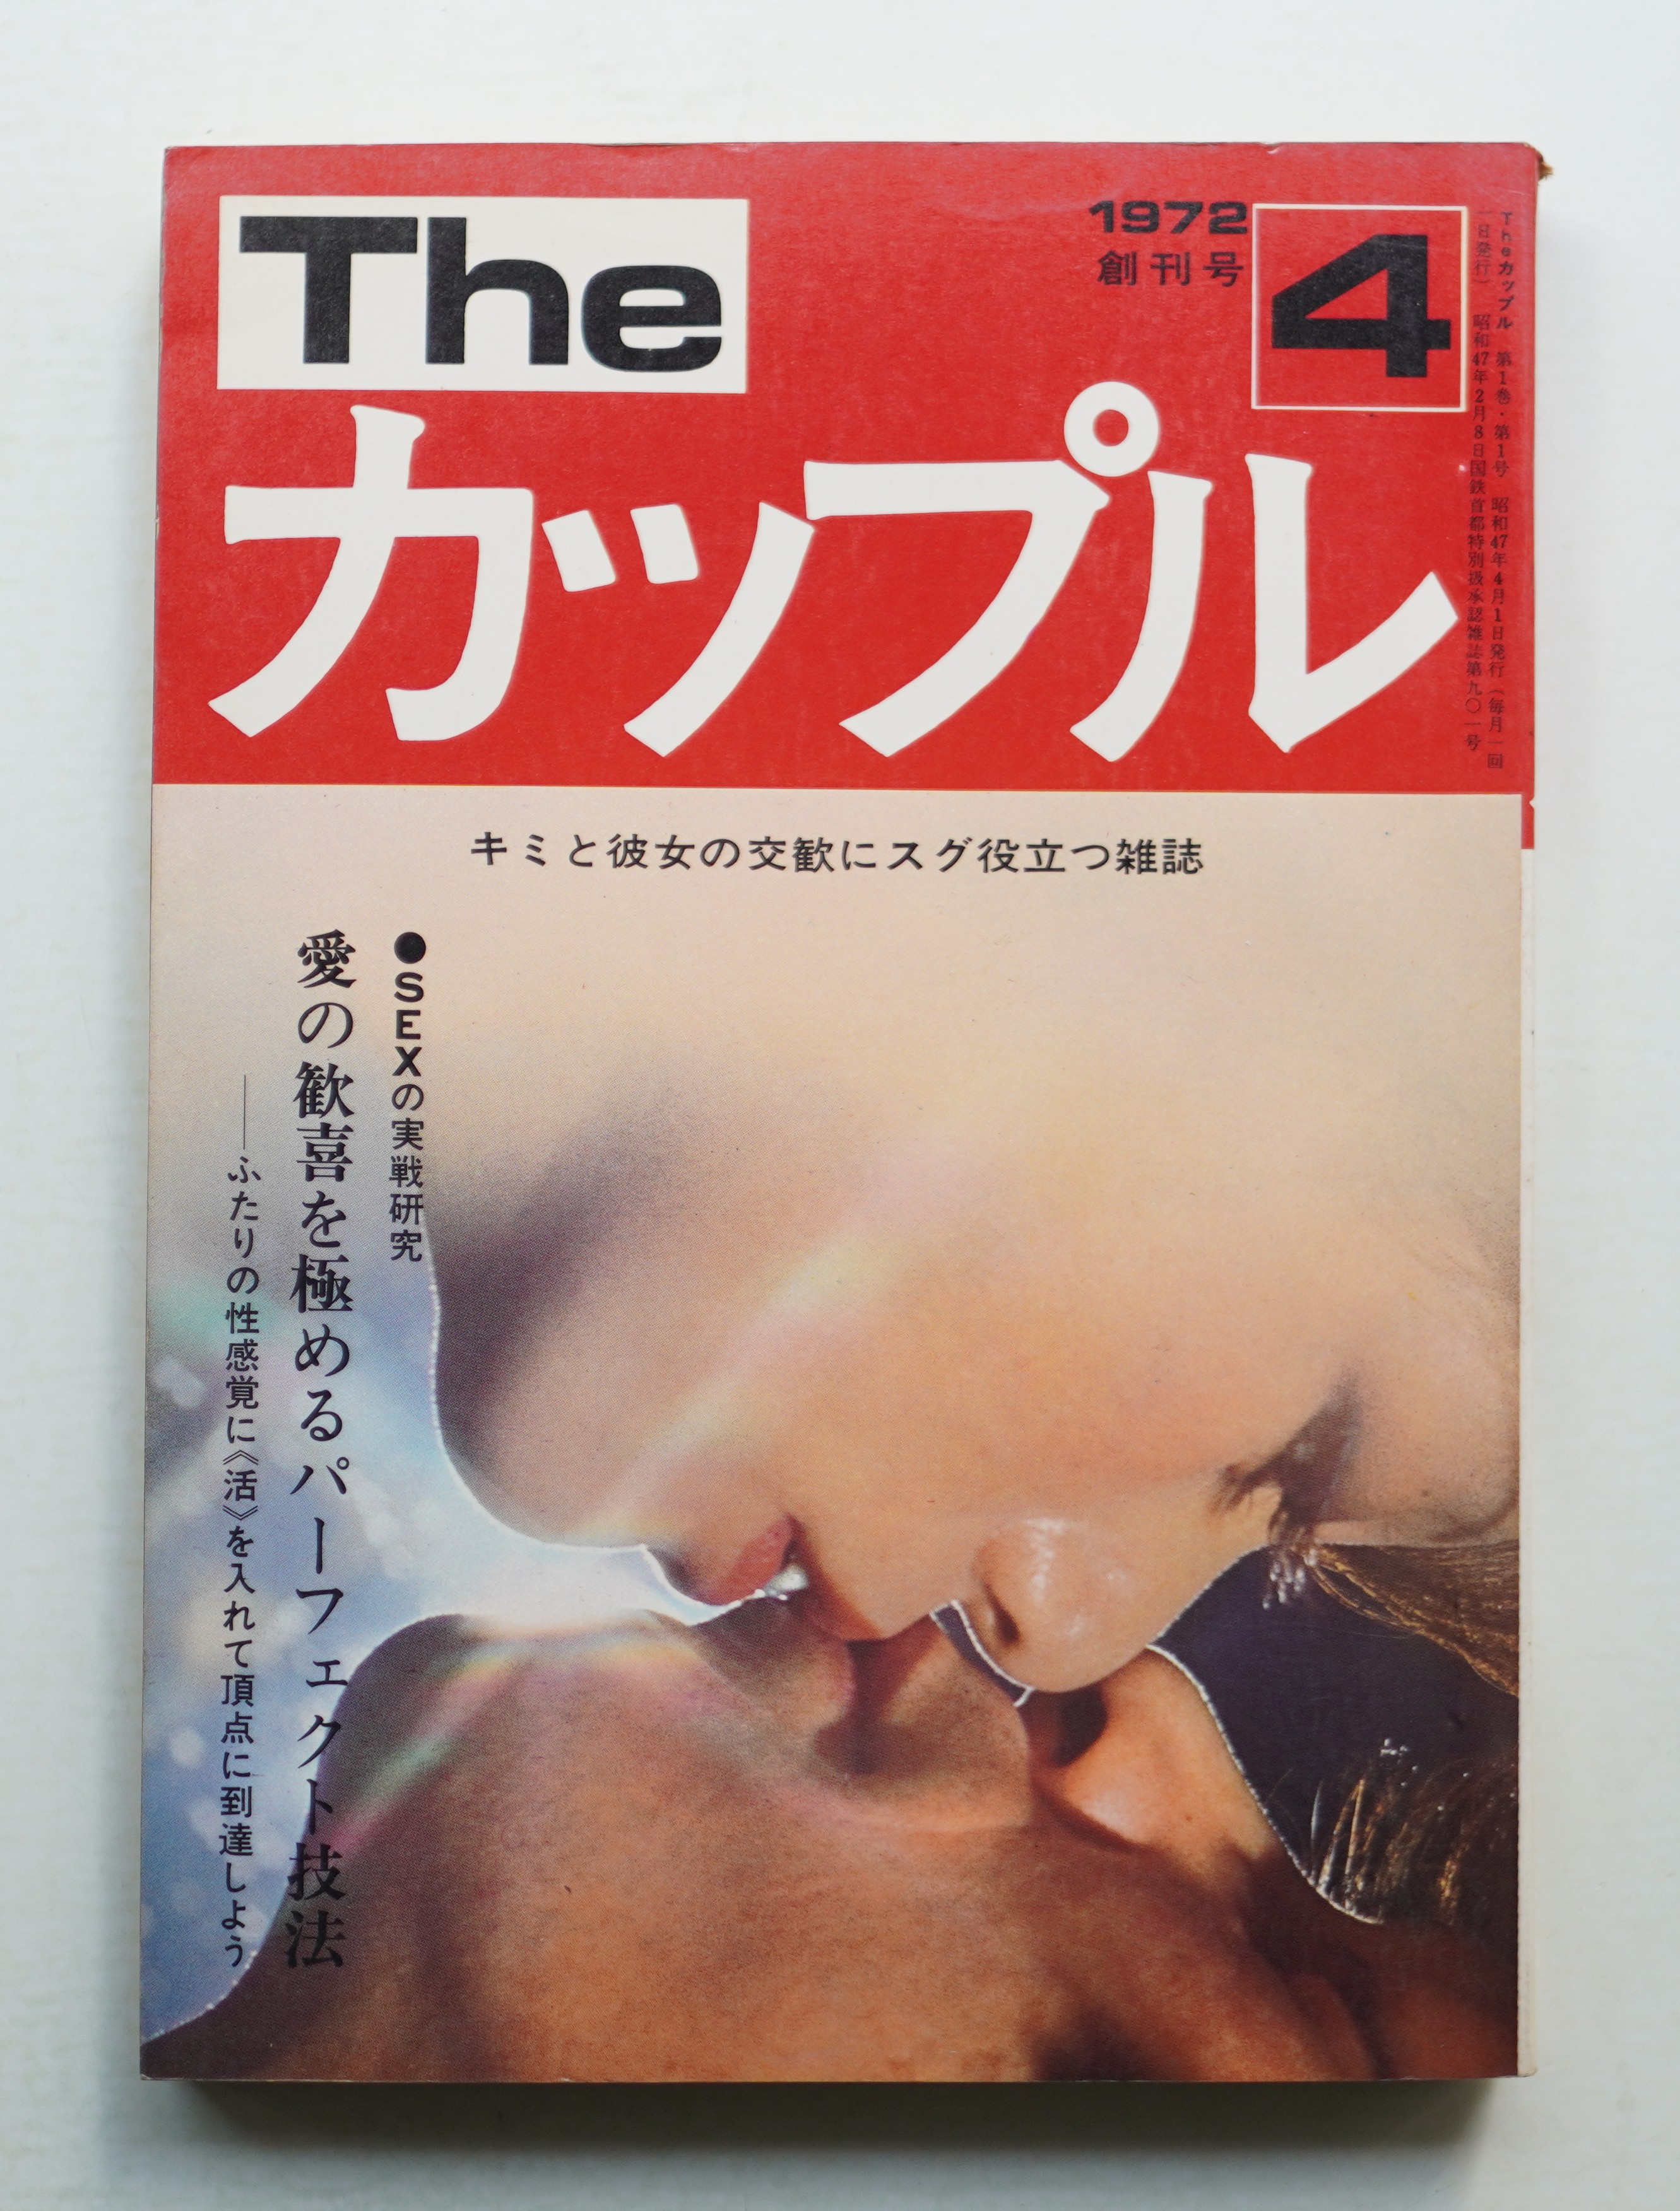 The
カップル
1972
創刊号
4
Theカップル 第1巻・第1号 昭和47年4月1日発行(毎月一回
一日発行) 昭和47年2月8日国鉄首都特別扱承認雑誌第九〇一号
キミと彼女の交歓にスグ役立つ雑誌
●SEXの実戦研究
愛の歓喜を極めるパーフェクト技法
──ふたりの性感覚に《活》を入れて頂点に到達しよう